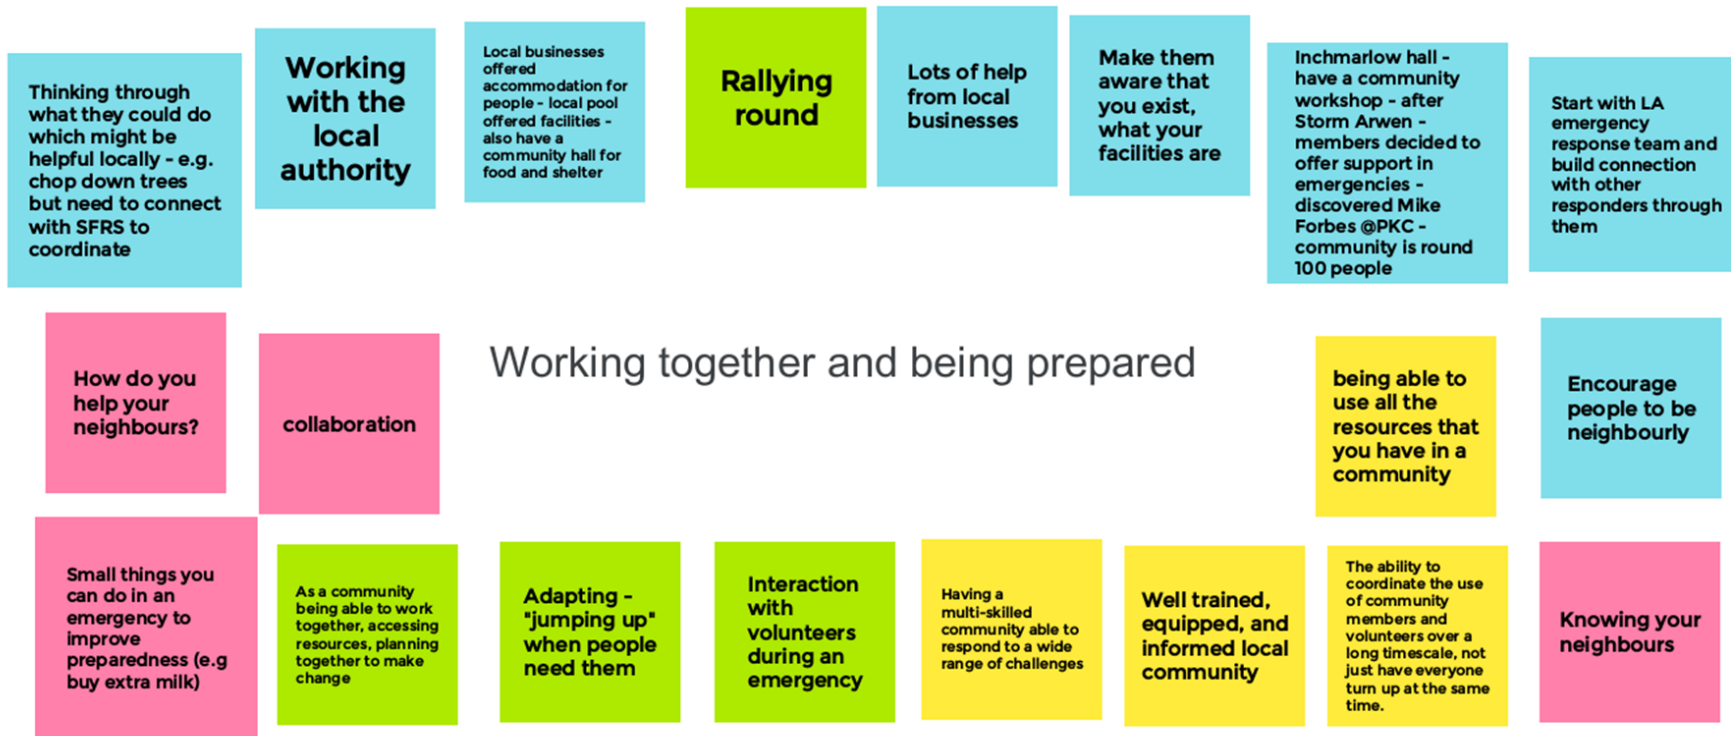 Thinking through
what they could do
which might be
helpful locally - e.g.
chop down trees
but need to connect
with SFRS to
coordinate
Working
with the
local
authority
Local businesses
offered
accommodation for
people - local pool
offered facilities -
also have a
community hall for
food and shelter
Rallying
round
Lots of help
from local
businesses
Make them
aware that
you exist,
what your
facilities are
Inchmarlow hall -
have a community
workshop - after
Storm Arwen -
members decided to
offer support in
emergencies -
discovered Mike
Forbes @PKC -
community is round
100 people
Start with LA
emergency
response team and
build connection
with other
responders through
them
How do you
help your
neighbours?
collaboration
Working together and being prepared
being able to
use all the
resources that
you have in a
community
Encourage
people to be
neighbourly
Small things you
can do in an
emergency to
improve
preparedness (e.g
buy extra milk)
As a community
being able to work
together, accessing
resources, planning
together to make
change
Adapting -
"jumping up"
when people
need them
Interaction
with
volunteers
during an
emergency
Having a
multi-skilled
community able to
respond to a wide
range of challenges
Well trained,
equipped, and
informed local
community
The ability to
coordinate the use
of community
members and
volunteers over a
long timescale, not
just have everyone
turn up at the same
time.
Knowing your
neighbours